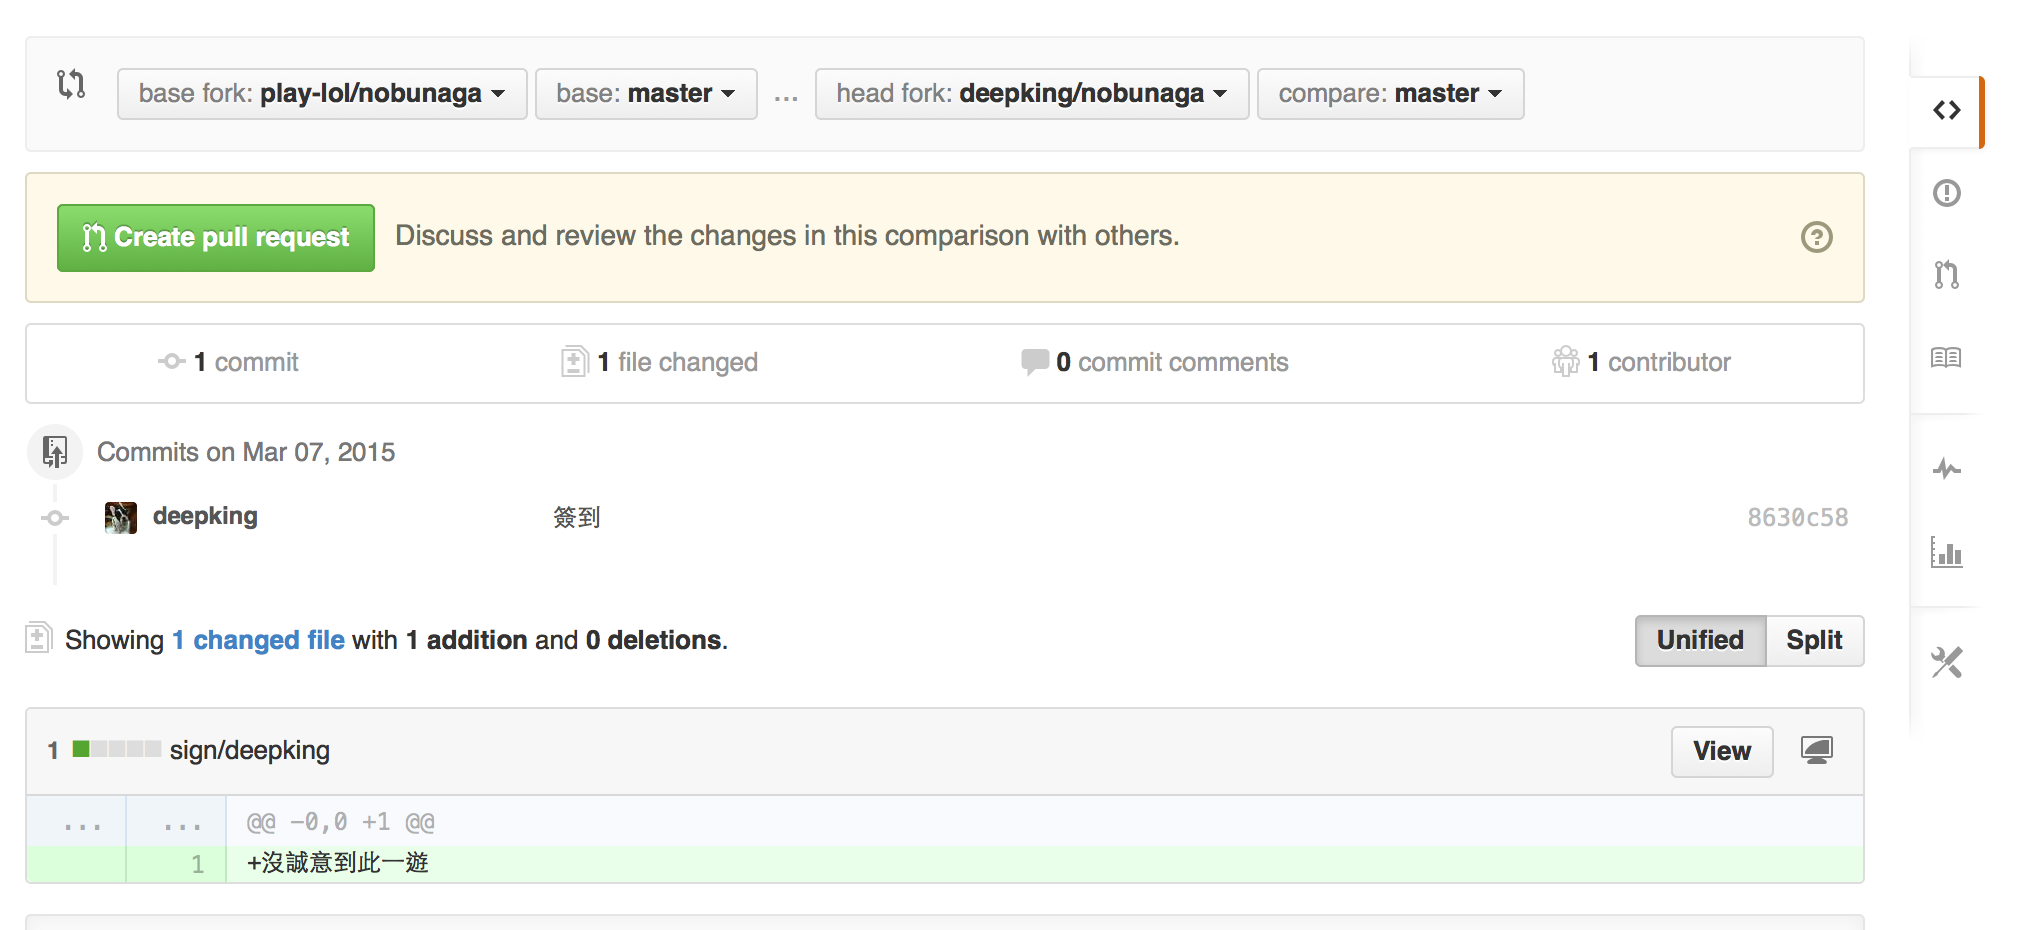 base fork: play-lol/nobunaga base: master ... head fork: deepking/nobunaga compare: master
Create pull request Discuss and review the changes in this comparison with others.
1 commit 1 file changed 0 commit comments 1 contributor
Commits on Mar 07, 2015
deepking 簽到 8630c58
Showing 1 changed file with 1 addition and 0 deletions. Unified Split
1 sign/deepking View
... ... @@ -0,0 +1 @@
1 +沒誠意到此一遊